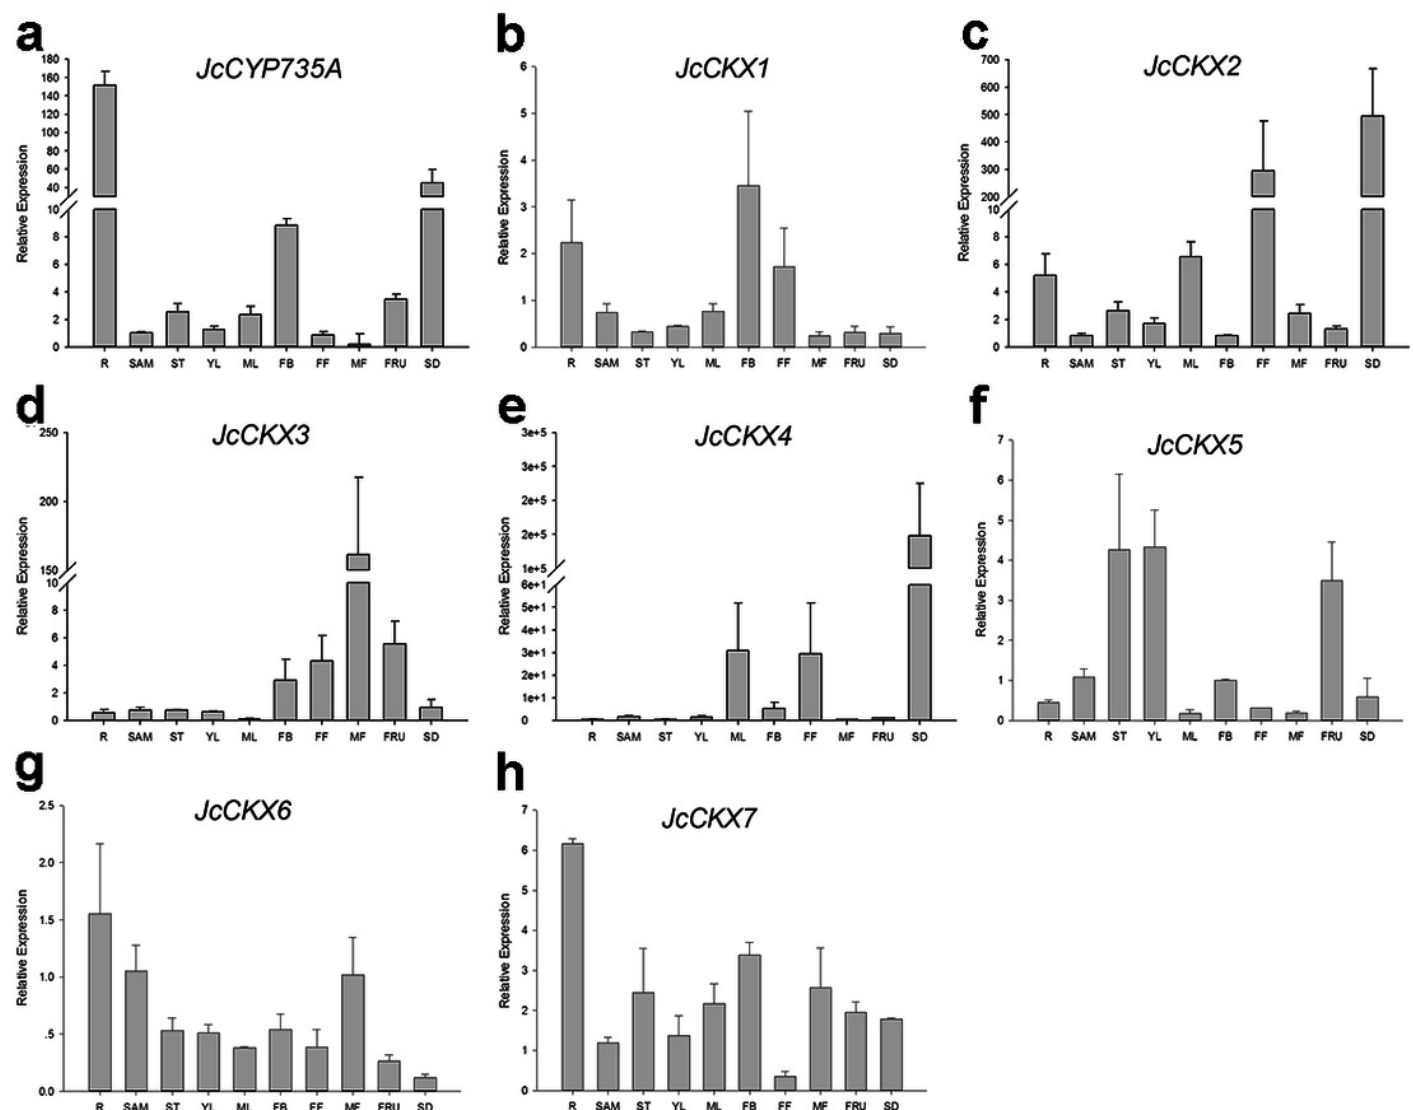 a
JcCYP735A
Relative Expression
180
160
140
120
100
80
60
40
10
8
6
4
2
0
R SAM ST YL ML FB FF MF FRU SD
b
JcCKX1
Relative Expression
6
5
4
3
2
1
0
R SAM ST YL ML FB FF MF FRU SD
c
JcCKX2
Relative Expression
700
600
500
400
300
200
10
8
6
4
2
0
R SAM ST YL ML FB FF MF FRU SD
d
JcCKX3
Relative Expression
250
200
150
10
8
6
4
2
0
R SAM ST YL ML FB FF MF FRU SD
e
JcCKX4
Relative Expression
3e+5
3e+5
2e+5
2e+5
1e+5
6e+1
5e+1
4e+1
3e+1
2e+1
1e+1
0
R SAM ST YL ML FB FF MF FRU SD
f
JcCKX5
Relative Expression
7
6
5
4
3
2
1
0
R SAM ST YL ML FB FF MF FRU SD
g
JcCKX6
Relative Expression
2.5
2.0
1.5
1.0
.5
0.0
R SAM ST YL ML FB FF MF FRU SD
h
JcCKX7
Relative Expression
7
6
5
4
3
2
1
0
R SAM ST YL ML FB FF MF FRU SD